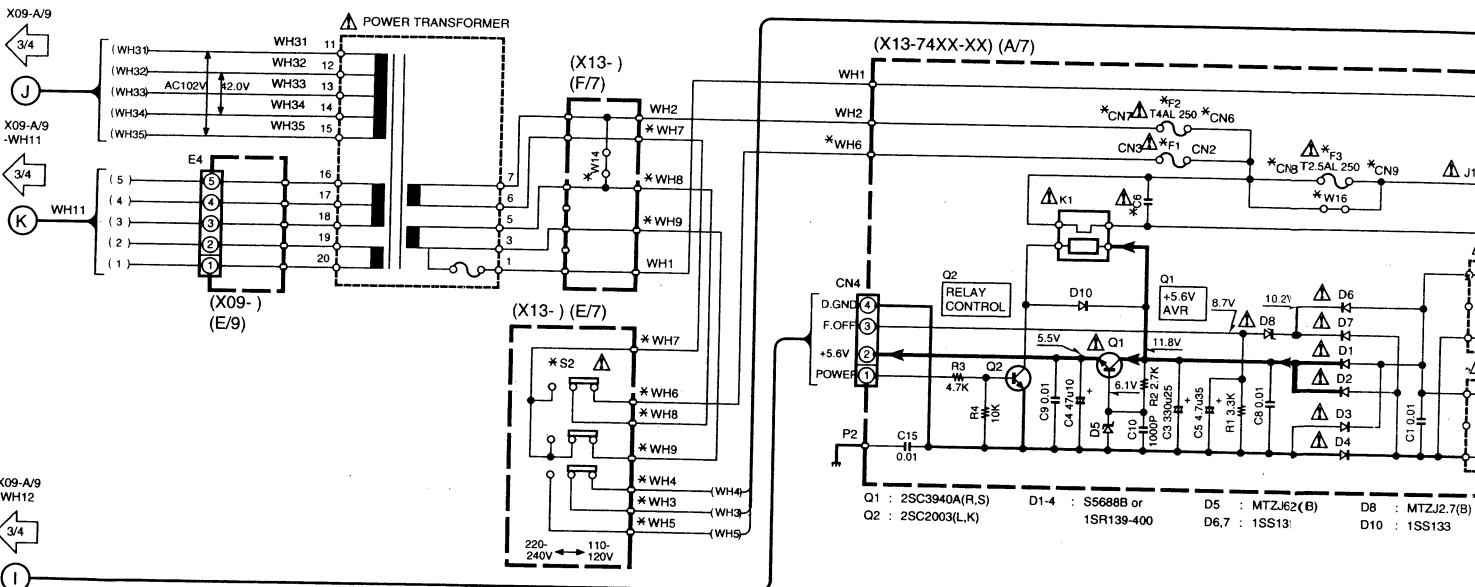 X09-A/9
3/4
J
(WH31)
(WH32)
(WH33)
(WH34)
(WH35)
AC102V
42.0V
WH31 11
WH32 12
WH33 13
WH34 14
WH35 15
⚠ POWER TRANSFORMER
X09-A/9
-WH11
3/4
K
WH11
(5)
(4)
(3)
(2)
(1)
E4
5
4
3
2
1
(X09- )
(E/9)
16
17
18
19
20
7
6
5
3
1
(X13- )
(F/7)
*W14
WH2
*WH7
*WH8
*WH9
WH1
(X13- ) (E/7)
*S2 ⚠
*WH7
*WH6
*WH8
*WH9
*WH4
*WH3
*WH5
(WH4)
(WH3)
(WH5)
220-
240V
110-
120V
X09-A/9
WH12
3/4
I
(X13-74XX-XX) (A/7)
WH1
WH2
*WH6
*CN7 ⚠ *F2
T4AL 250 *CN6
CN3 ⚠ *F1 CN2
*CN8 ⚠ *F3
T2.5AL 250 *CN9
*W16
⚠ J1
⚠ K1
⚠ *C6
CN4
D.GND 4
F.OFF 3
+5.6V 2
POWER 1
Q2
RELAY
CONTROL
D10
Q1
+5.6V
AVR
8.7V
10.2V
⚠ D8
⚠ D6
⚠ D7
⚠ D1
⚠ D2
⚠ D3
⚠ D4
5.5V
⚠ Q1
11.8V
6.1V
R3
4.7K
Q2
R4
10K
C9 0.01
C4 47u10
D5
C10
1000P
R2 2.7K
C3 330u25
C5 4.7u35
R1 3.3K
C8 0.01
C1 0.01
P2
C15
0.01
Q1 : 2SC3940A(R,S)
Q2 : 2SC2003(L,K)
D1-4 : S5688B or
1SR139-400
D5 : MTZJ62(B)
D6,7 : 1SS131
D8 : MTZJ2.7(B)
D10 : 1SS133